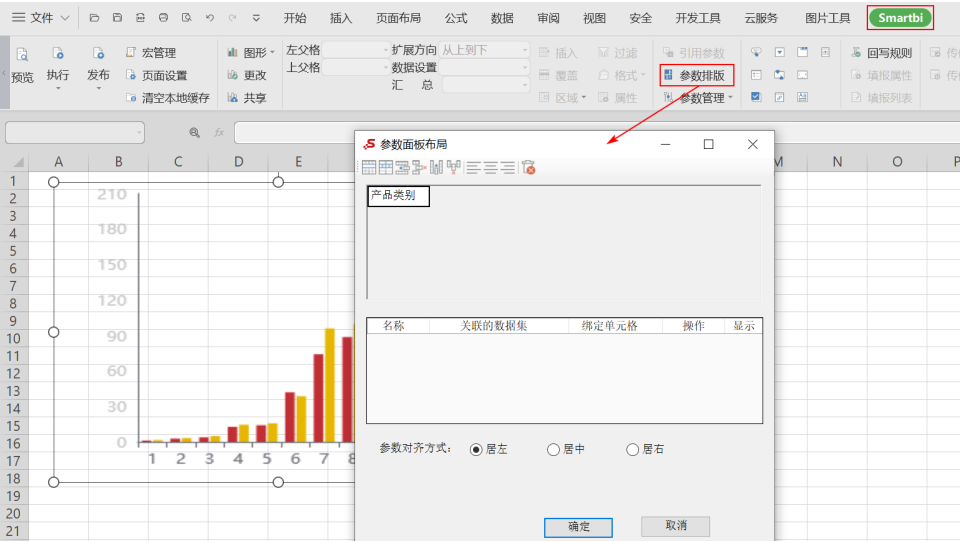 文件 开始 插入 页面布局 公式 数据 审阅 视图 安全 开发工具 云服务 图片工具 Smartbi
宏管理 图形 左父格 扩展方向 从上到下 插入 过滤 引用参数 回写规则
预览 执行 发布 页面设置 更改 上父格 数据设置 覆盖 格式 参数排版 填报属性
清空本地缓存 共享 汇 总 区域 属性 参数管理 填报列表
fx
参数面板布局
A B C D E M N O P
1
2
3
4
5
6
7
8
9
10
11
12
13
14
15
16
17
18
19
20
21
210
180
150
120
90
60
30
0
1 2 3 4 5 6 7 8
产品类别
名称 关联的数据集 绑定单元格 操作 显示
参数对齐方式: 居左 居中 居右
确定 取消